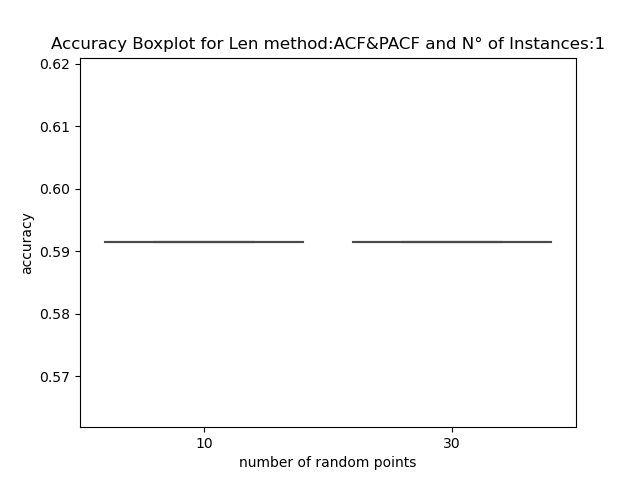 Accuracy Boxplot for Len method:ACF&PACF and N° of Instances:1
0.62
0.61
0.60
0.59
0.58
0.57
accuracy
10
30
number of random points